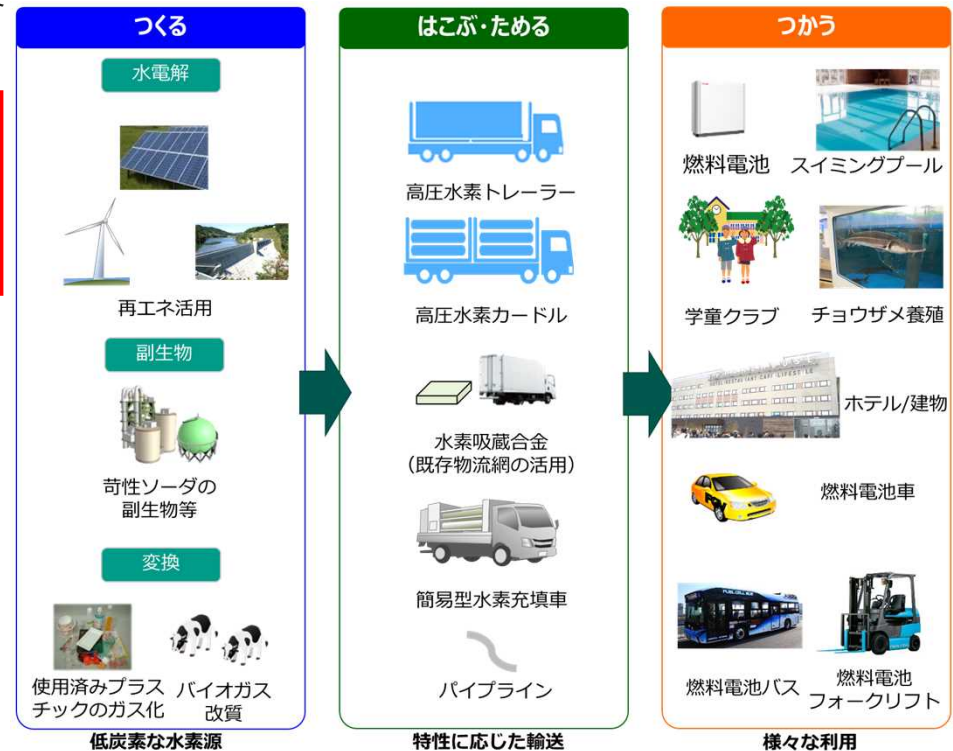 つくる
水電解
再エネ活用
副生物
苛性ソーダの
副生物等
変換
使用済みプラス
チックのガス化
バイオガス
改質
低炭素な水素源
はこぶ・ためる
高圧水素トレーラー
高圧水素カードル
水素吸蔵合金
(既存物流網の活用)
簡易型水素充填車
パイプライン
特性に応じた輸送
つかう
燃料電池
スイミングプール
学童クラブ
チョウザメ養殖
ホテル/建物
燃料電池車
FUEL CELL BUS
燃料電池バス
燃料電池
フォークリフト
様々な利用